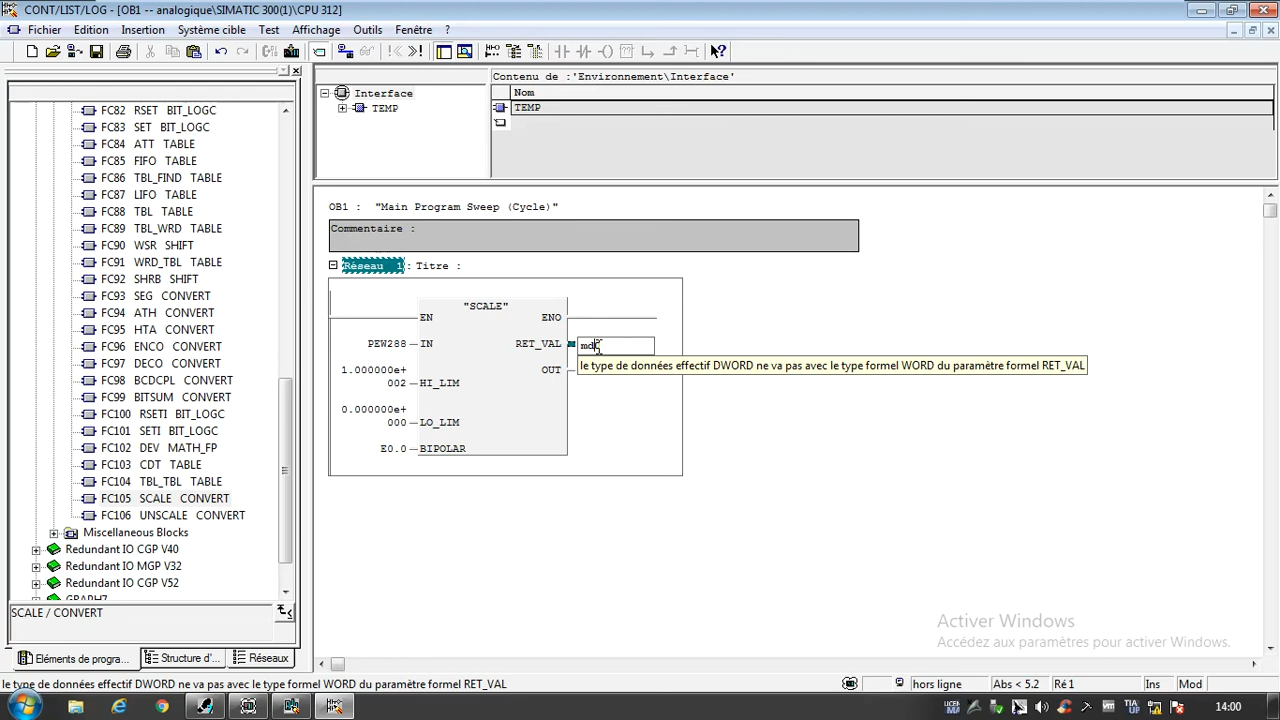 CONT/LIST/LOG - [OB1 -- analogique\SIMATIC 300(1)\CPU 312]
Fichier Edition Insertion Système cible Test Affichage Outils Fenêtre ?
FC82 RSET BIT_LOGC
FC83 SET BIT_LOGC
FC84 ATT TABLE
FC85 FIFO TABLE
FC86 TBL_FIND TABLE
FC87 LIFO TABLE
FC88 TBL TABLE
FC89 TBL_WRD TABLE
FC90 WSR SHIFT
FC91 WRD_TBL TABLE
FC92 SHRB SHIFT
FC93 SEG CONVERT
FC94 ATH CONVERT
FC95 HTA CONVERT
FC96 ENCO CONVERT
FC97 DECO CONVERT
FC98 BCDCPL CONVERT
FC99 BITSUM CONVERT
FC100 RSETI BIT_LOGC
FC101 SETI BIT_LOGC
FC102 DEV MATH_FP
FC103 CDT TABLE
FC104 TBL_TBL TABLE
FC105 SCALE CONVERT
FC106 UNSCALE CONVERT
Miscellaneous Blocks
Redundant IO CGP V40
Redundant IO MGP V32
Redundant IO CGP V52
GRAPH7
SCALE / CONVERT
Eléments de progra...
Structure d'...
Réseaux
Interface
TEMP
Contenu de :'Environnement\Interface'
Nom
TEMP
OB1 : "Main Program Sweep (Cycle)"
Commentaire :
Réseau 1 : Titre :
"SCALE"
EN ENO
PEW288 IN RET_VAL md
le type de données effectif DWORD ne va pas avec le type formel WORD du paramètre formel RET_VAL
1.000000e+ OUT
002 HI_LIM
0.000000e+
000 LO_LIM
E0.0 BIPOLAR
Activer Windows
Accédez aux paramètres pour activer Windows.
le type de données effectif DWORD ne va pas avec le type formel WORD du paramètre formel RET_VAL
hors ligne
Abs < 5.2
Ré 1
Ins
Mod
14:00